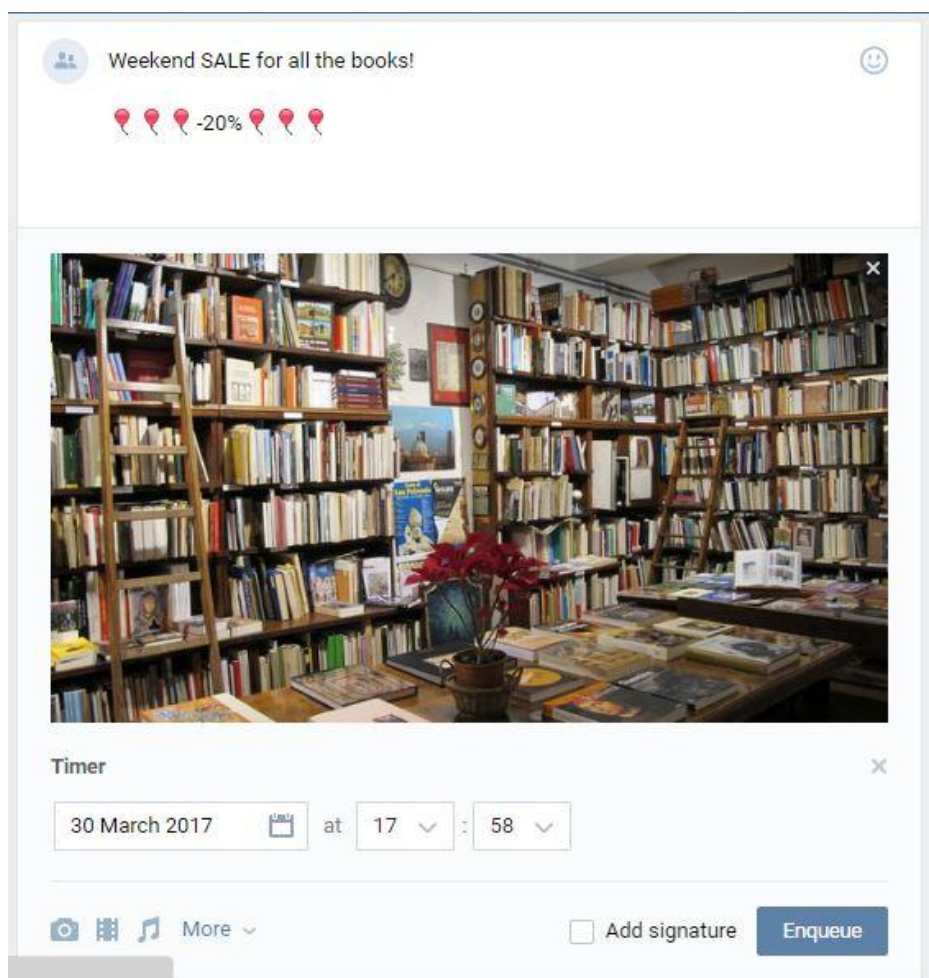 Weekend SALE for all the books!
🎈🎈🎈-20%🎈🎈🎈
Timer
30 March 2017 at 17 : 58
More Add signature Enqueue